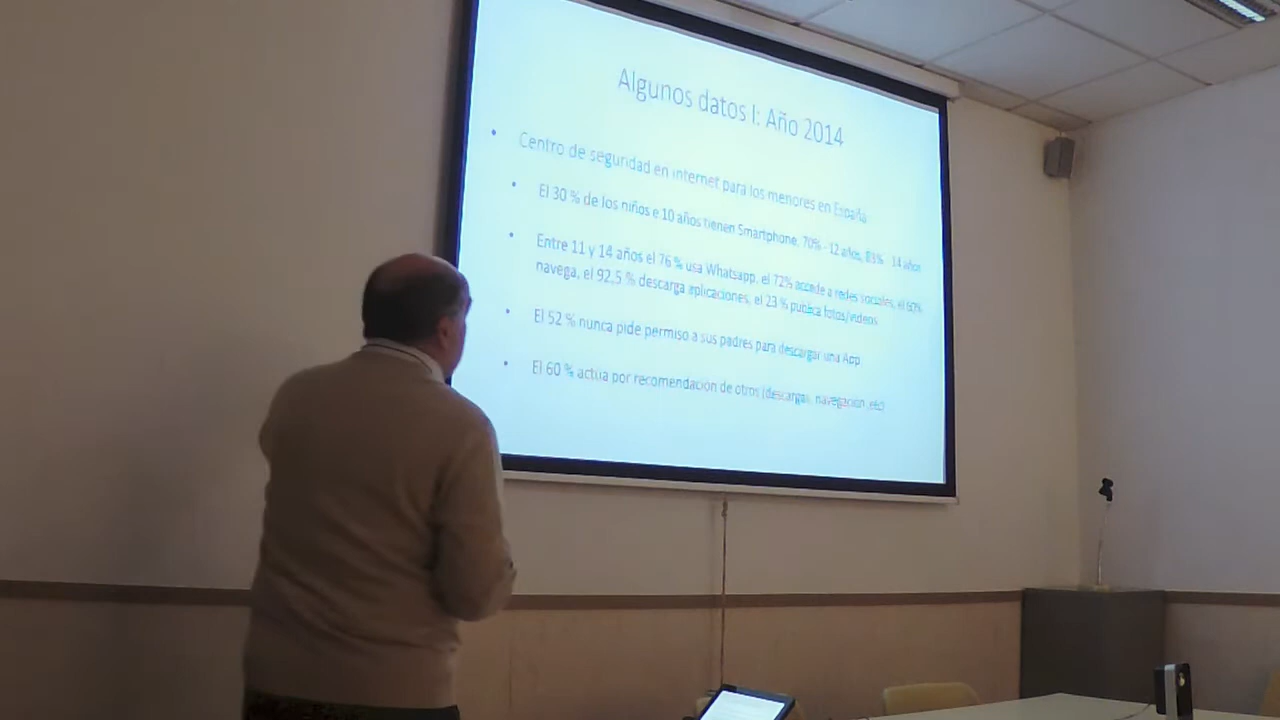 Algunos datos I: Año 2014
Centro de seguridad en internet para los menores en España
El 30 % de los niños e 10 años tienen Smartphone, 70% - 12 años, 83% - 14 años
Entre 11 y 14 años el 76 % usa Whatsapp, el 72% accede a redes sociales, el 60%
navega, el 92,5 % descarga aplicaciones, el 23 % publica fotos/videos
El 52 % nunca pide permiso a sus padres para descargar una App
El 60 % actúa por recomendación de otros (descargas, navegación, etc)